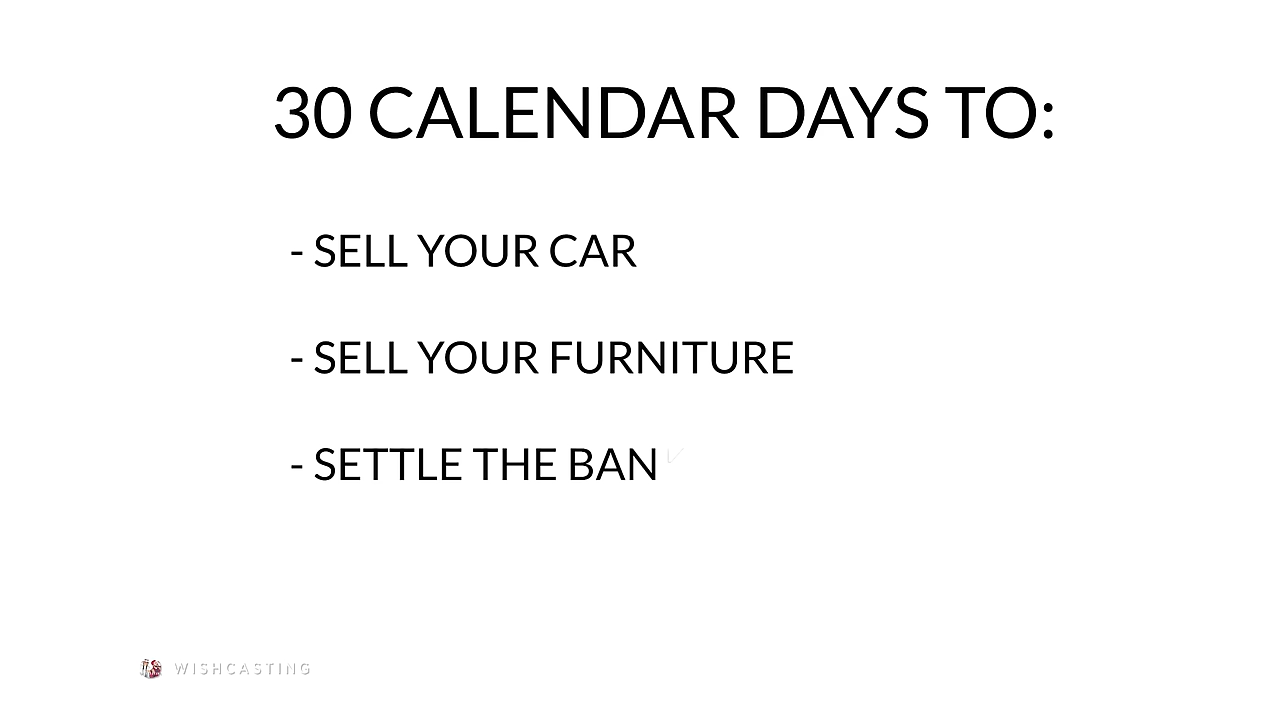 30 CALENDAR DAYS TO:
- SELL YOUR CAR
- SELL YOUR FURNITURE
- SETTLE THE BAN
WISHCASTING